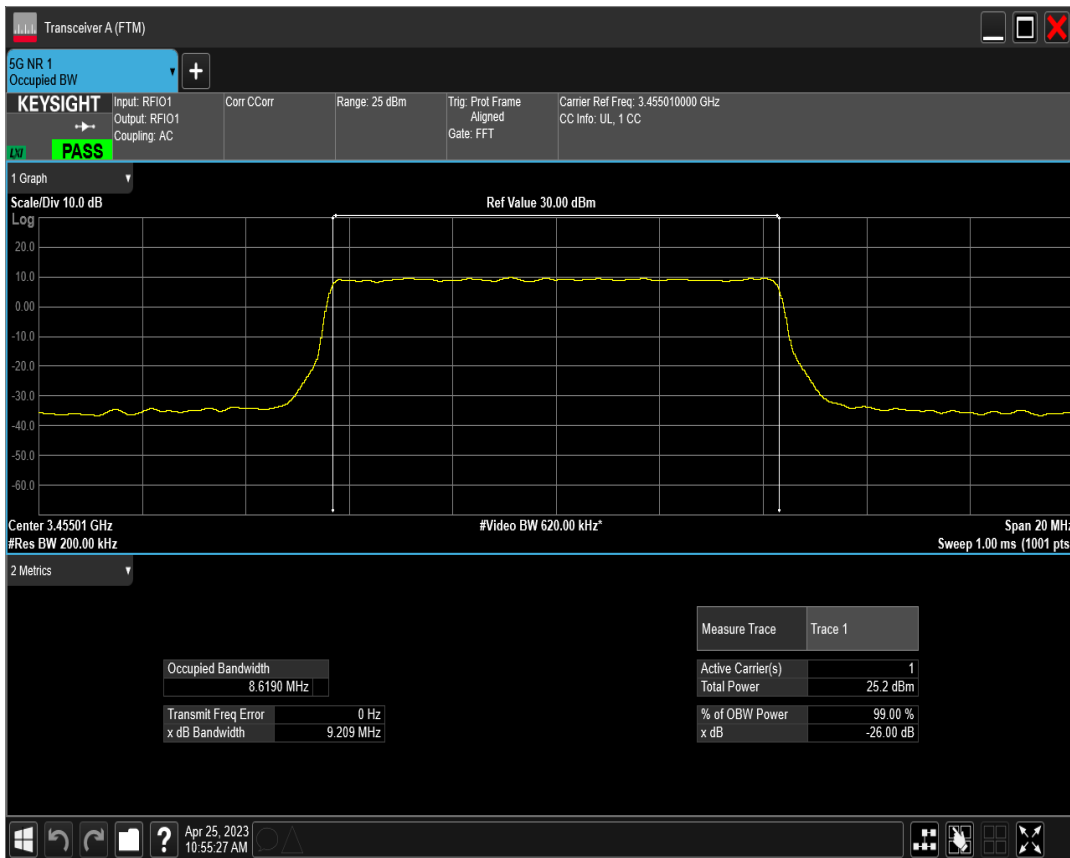 Transceiver A (FTM)
5G NR 1
Occupied BW
+
KEYSIGHT
LXI
PASS
Input: RFIO1
Output: RFIO1
Coupling: AC
Corr CCorr
Range: 25 dBm
Trig: Prot Frame
Aligned
Gate: FFT
Carrier Ref Freq: 3.455010000 GHz
CC Info: UL, 1 CC
1 Graph
Scale/Div 10.0 dB
Ref Value 30.00 dBm
Log
20.0
10.0
0.00
-10.0
-20.0
-30.0
-40.0
-50.0
-60.0
Center 3.45501 GHz
#Video BW 620.00 kHz*
Span 20 MHz
#Res BW 200.00 kHz
Sweep 1.00 ms (1001 pts
2 Metrics
Measure Trace Trace 1
Occupied Bandwidth
8.6190 MHz
Active Carrier(s) 1
Total Power 25.2 dBm
Transmit Freq Error 0 Hz
x dB Bandwidth 9.209 MHz
% of OBW Power 99.00 %
x dB -26.00 dB
?
Apr 25, 2023
10:55:27 AM